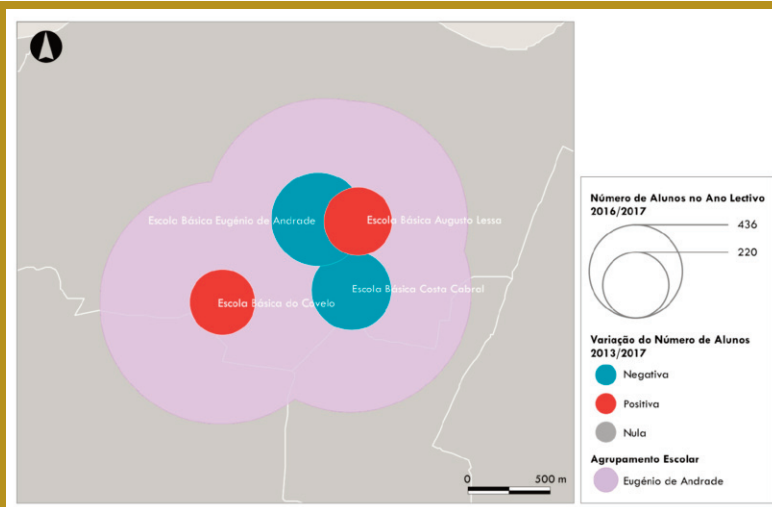 Escola Básica Eugénio de Andrade
Escola Básica Augusto Lessa
Escola Básica Costa Cabral
Escola Básica do Covelo
0
500 m
Número de Alunos no Ano Lectivo
2016/2017
436
220
Variação do Número de Alunos
2013/2017
Negativa
Positiva
Nula
Agrupamento Escolar
Eugénio de Andrade